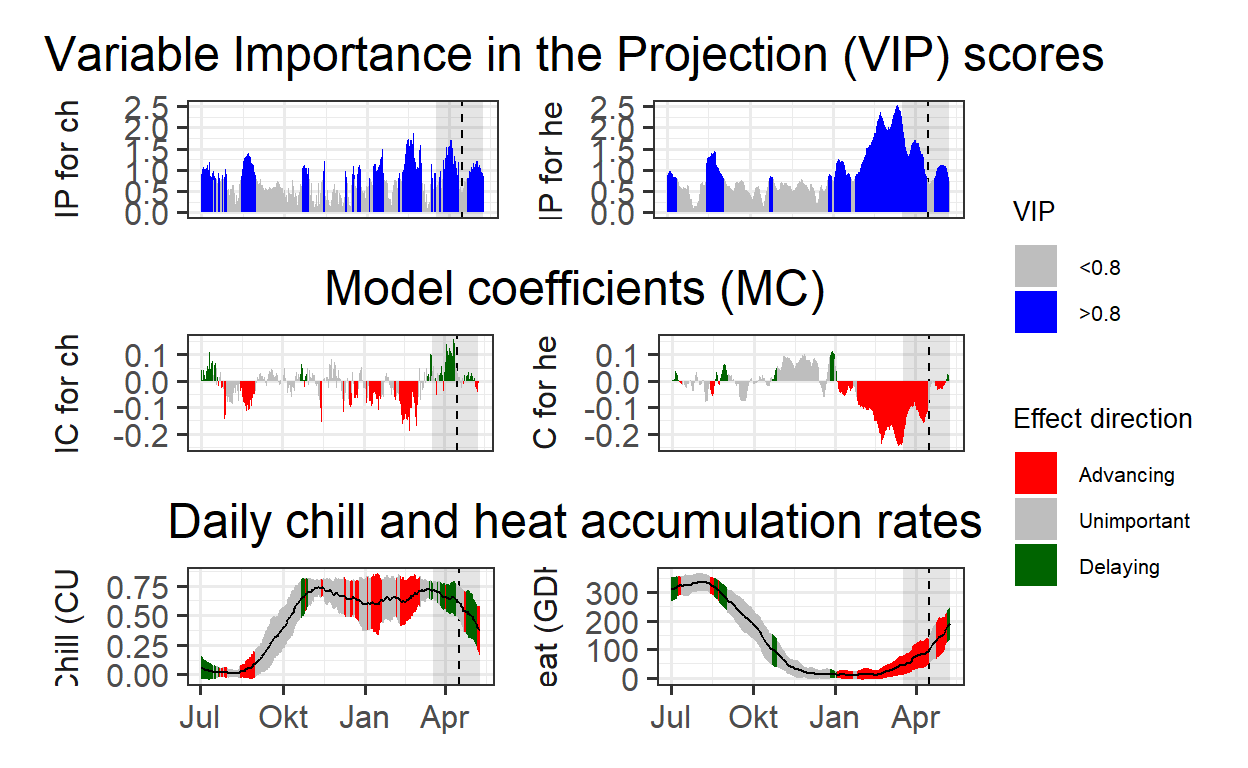 Variable Importance in the Projection (VIP) scores
IP for ch
2.5
2.0
1.5
1.0
0.5
0.0
IP for he
2.5
2.0
1.5
1.0
0.5
0.0
Model coefficients (MC)
IC for ch
0.1
0.0
-0.1
-0.2
C for he
0.1
0.0
-0.1
-0.2
Daily chill and heat accumulation rates
Chill (CU
0.75
0.50
0.25
0.00
Jul Okt Jan Apr
eat (GDH
300
200
100
0
Jul Okt Jan Apr
VIP
<0.8
>0.8
Effect direction
Advancing
Unimportant
Delaying